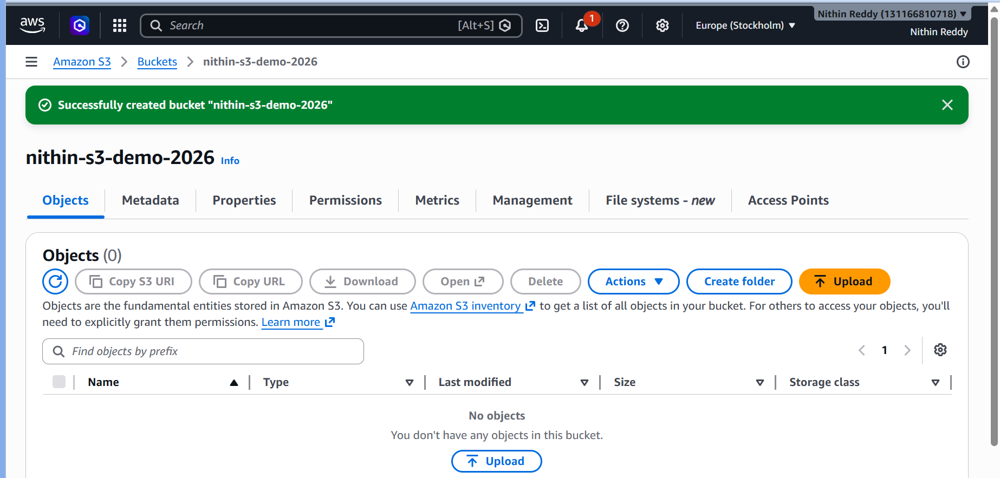 aws
Search [Alt+S]
1
Europe (Stockholm)
Nithin Reddy (131166810718)
Nithin Reddy
Amazon S3 Buckets nithin-s3-demo-2026
Successfully created bucket "nithin-s3-demo-2026"
nithin-s3-demo-2026 Info
Objects Metadata Properties Permissions Metrics Management File systems - new Access Points
Objects (0)
Copy S3 URI Copy URL Download Open Delete Actions Create folder Upload
Objects are the fundamental entities stored in Amazon S3. You can use Amazon S3 inventory to get a list of all objects in your bucket. For others to access your objects, you'll
need to explicitly grant them permissions. Learn more
Find objects by prefix
1
Name Type Last modified Size Storage class
No objects
You don't have any objects in this bucket.
Upload